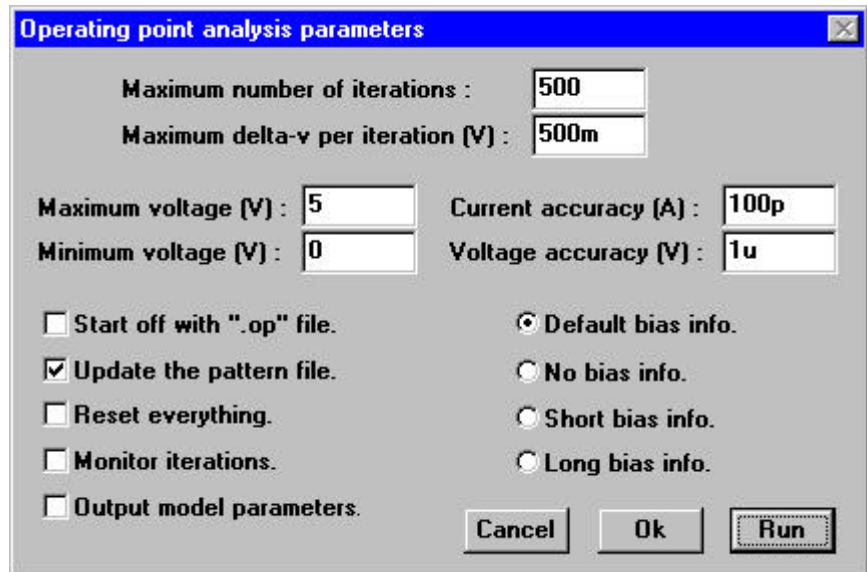 Operating point analysis parameters
Maximum number of iterations : 500
Maximum delta-v per iteration (V) : 500m
Maximum voltage (V) : 5 Current accuracy (A) : 100p
Minimum voltage (V) : 0 Voltage accuracy (V) : 1u
Start off with ".op" file. Default bias info.
Update the pattern file. No bias info.
Reset everything. Short bias info.
Monitor iterations. Long bias info.
Output model parameters.
Cancel Ok Run